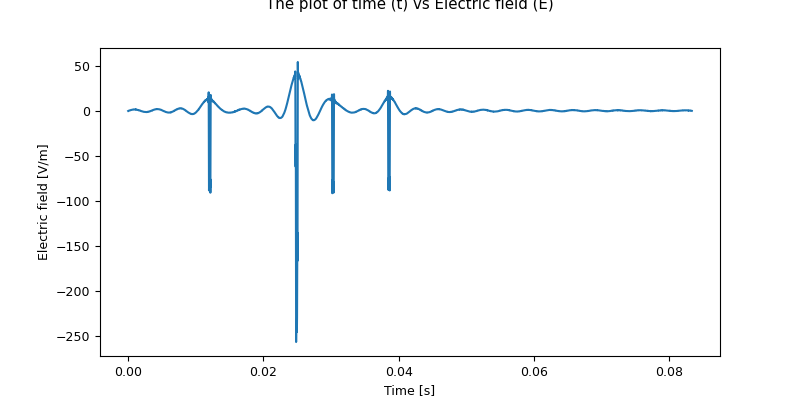 The plot of time (t) vs Electric field (E)
50
0
−50
−100
−150
−200
−250
Electric field [V/m]
0.00 0.02 0.04 0.06 0.08
Time [s]